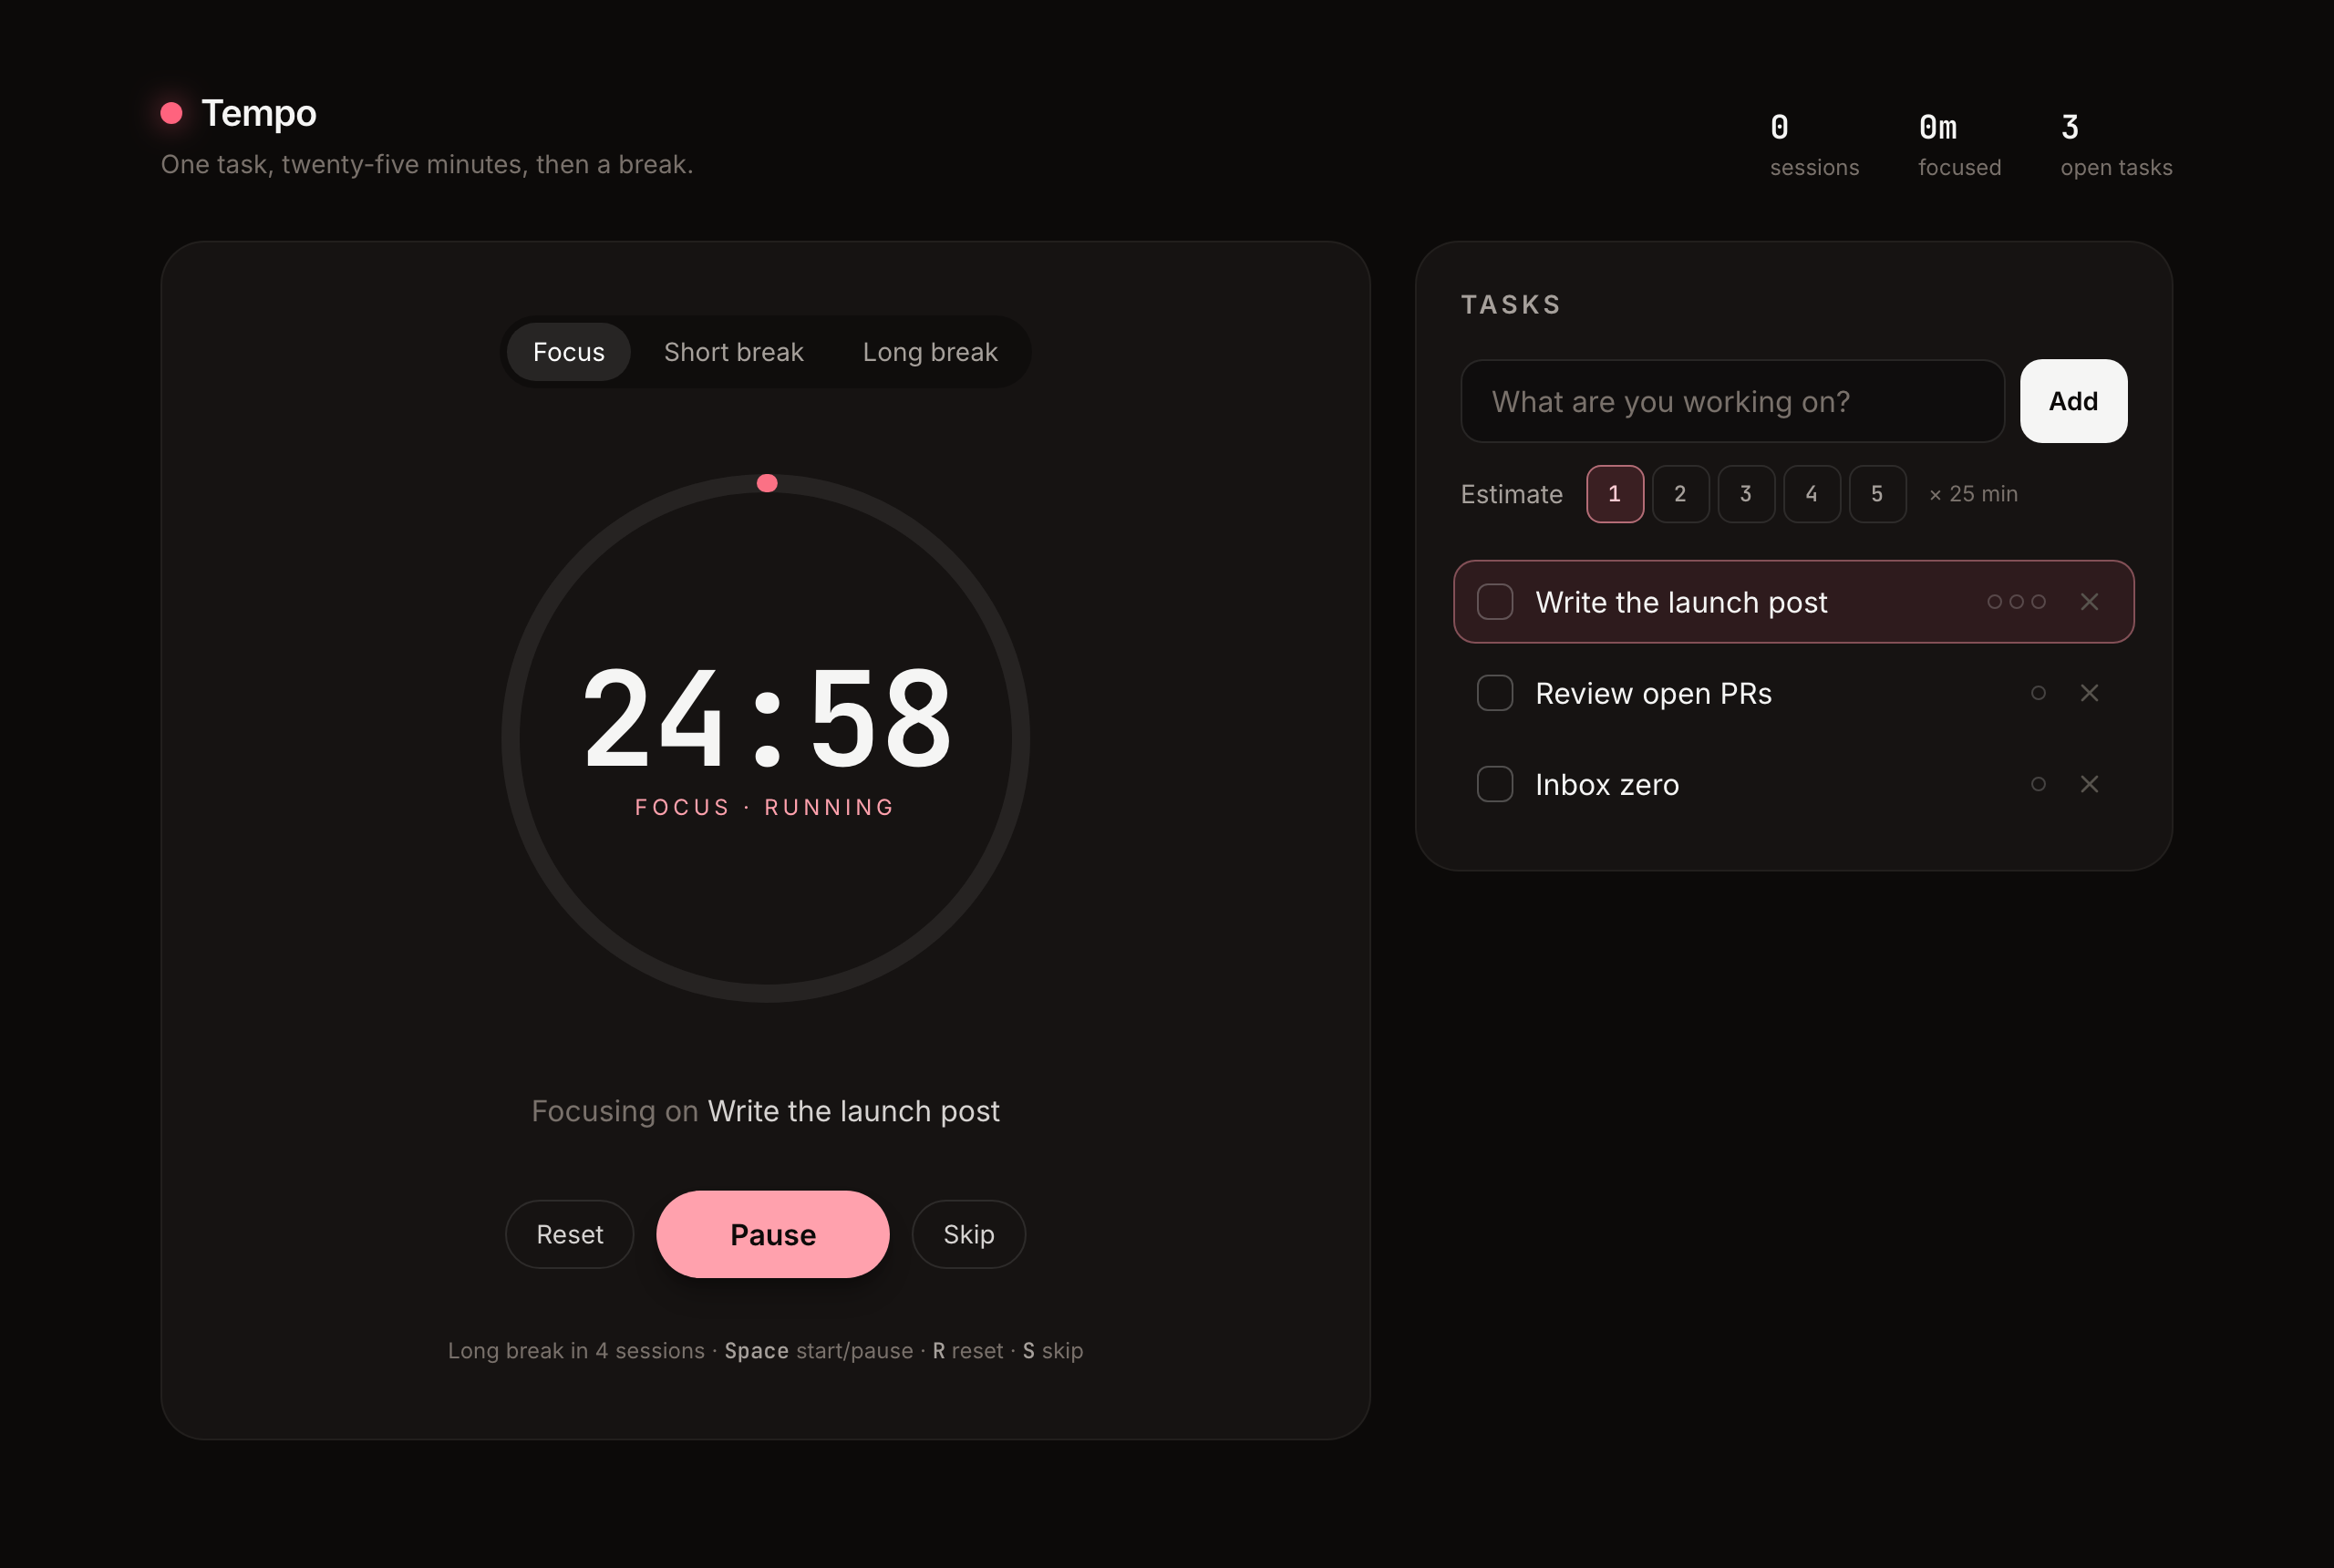 Tempo
One task, twenty-five minutes, then a break.
0 0m 3
sessions focused open tasks
Focus Short break Long break
24:58
FOCUS · RUNNING
Focusing on Write the launch post
Reset Pause Skip
Long break in 4 sessions · Space start/pause · R reset · S skip
TASKS
What are you working on? Add
Estimate 1 2 3 4 5 × 25 min
Write the launch post
Review open PRs
Inbox zero